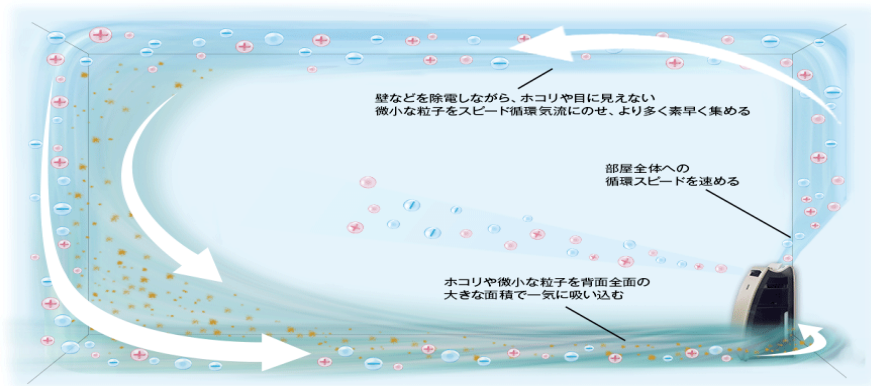 壁などを除電しながら、ホコリや目に見えない
微小な粒子をスピード循環気流にのせ、より多く素早く集める
部屋全体への
循環スピードを速める
ホコリや微小な粒子を背面全面の
大きな面積で一気に吸い込む